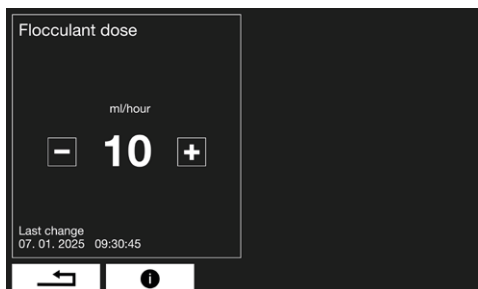 Flocculant dose
ml/hour
− 10 +
Last change
07. 01. 2025 09:30:45
i